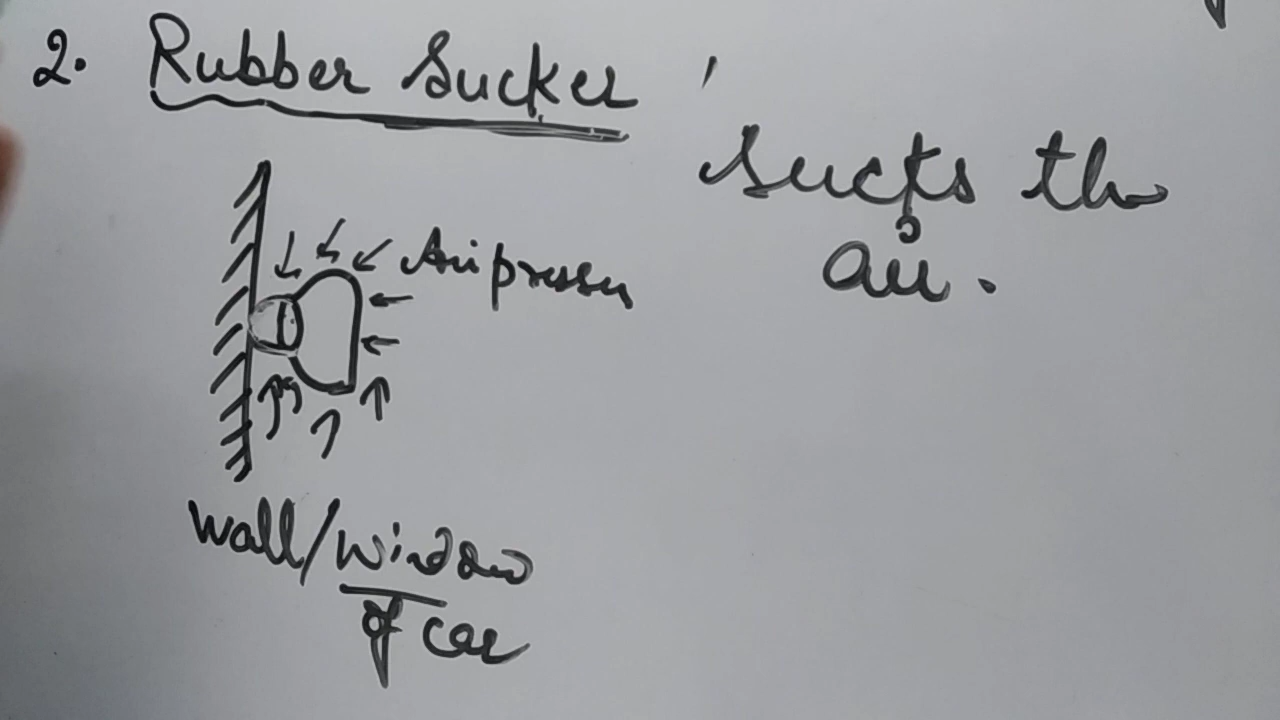 2. Rubber Sucker
Sucks the
air.
Air pressure
Wall/window
of car